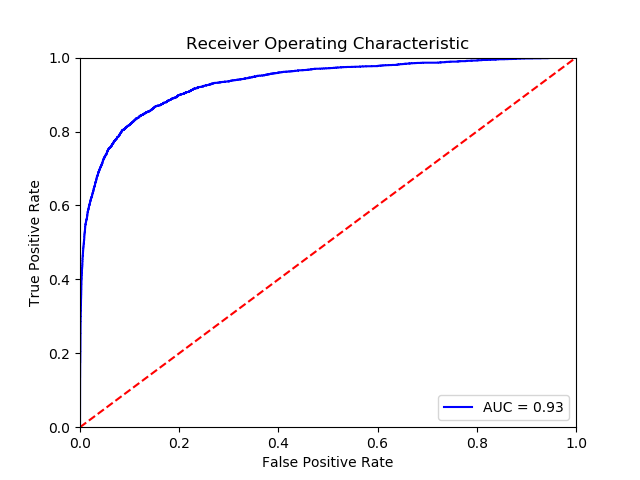 Receiver Operating Characteristic
True Positive Rate
1.0
0.8
0.6
0.4
0.2
0.0
AUC = 0.93
0.0 0.2 0.4 0.6 0.8 1.0
False Positive Rate